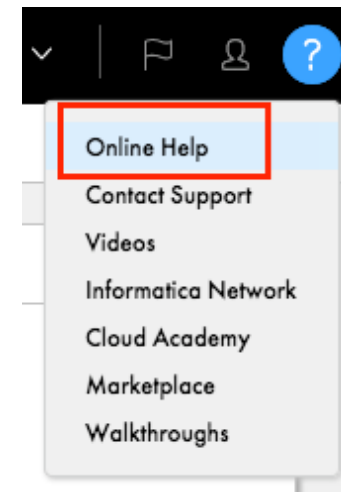 ?
Online Help
Contact Support
Videos
Informatica Network
Cloud Academy
Marketplace
Walkthroughs